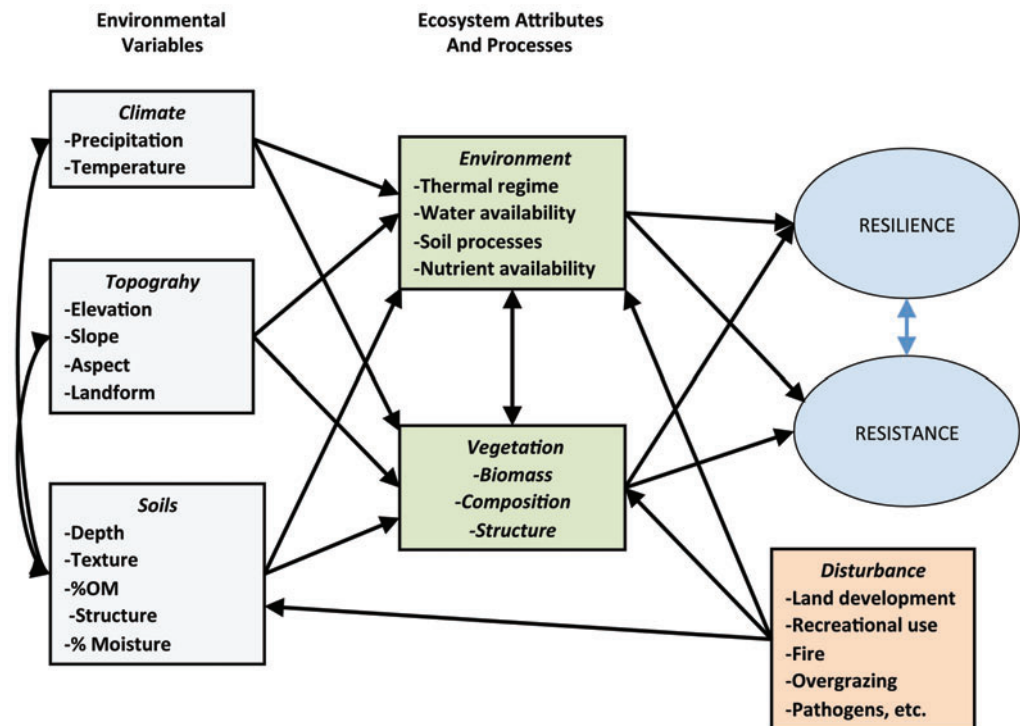 Environmental
Variables
Ecosystem Attributes
And Processes
Climate
-Precipitation
-Temperature
Topograhy
-Elevation
-Slope
-Aspect
-Landform
Soils
-Depth
-Texture
-%OM
-Structure
-% Moisture
Environment
-Thermal regime
-Water availability
-Soil processes
-Nutrient availability
Vegetation
-Biomass
-Composition
-Structure
RESILIENCE
RESISTANCE
Disturbance
-Land development
-Recreational use
-Fire
-Overgrazing
-Pathogens, etc.